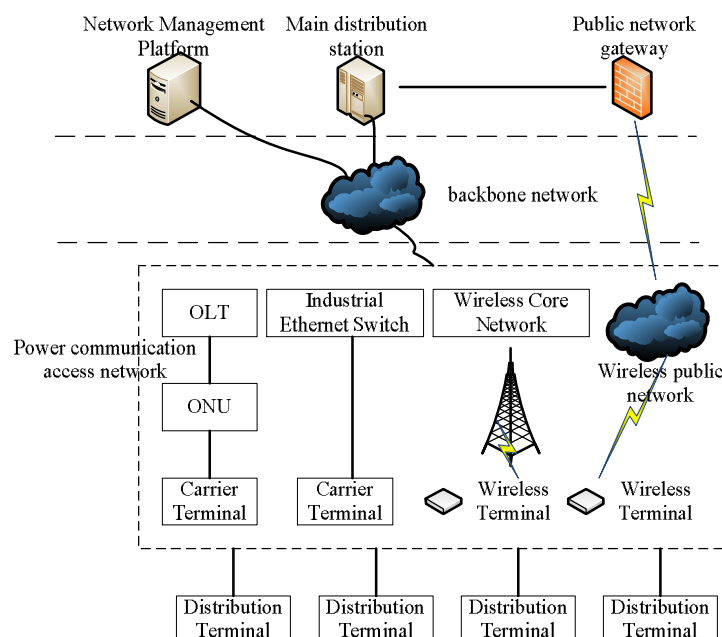 Network Management
Platform
Main distribution
station
Public network
gateway
backbone network
OLT
Industrial
Ethernet Switch
Wireless Core
Network
Power communication
access network
Wireless public
network
ONU
Carrier
Terminal
Carrier
Terminal
Wireless
Terminal
Wireless
Terminal
Distribution
Terminal
Distribution
Terminal
Distribution
Terminal
Distribution
Terminal